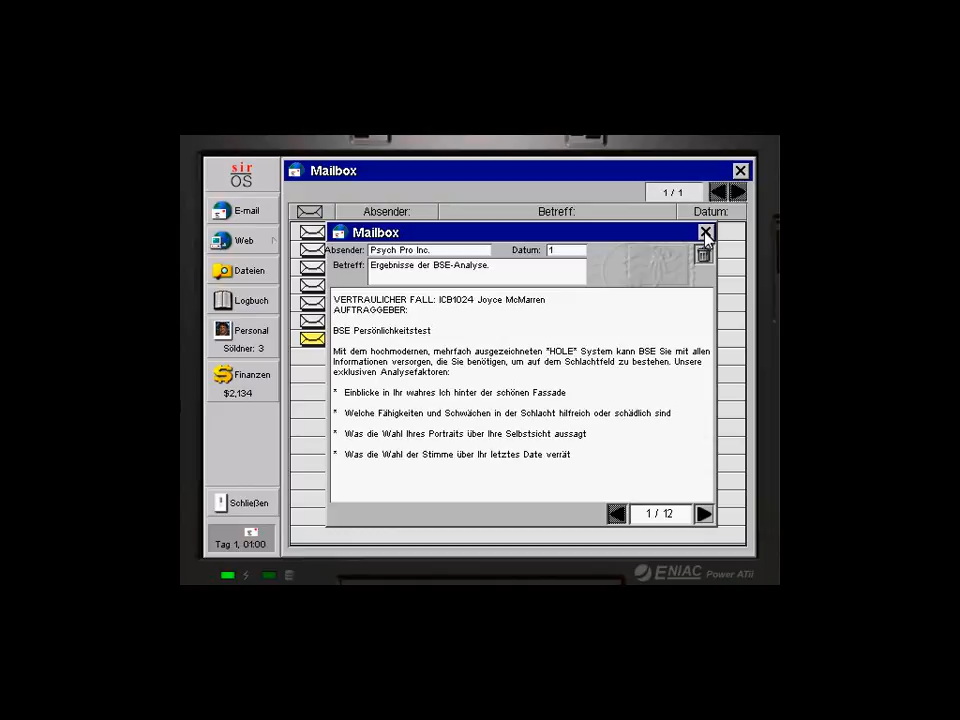 sir
OS
Mailbox
1 / 1
E-mail
Absender:
Betreff:
Datum:
Mailbox
Web
Absender:
Psych Pro Inc.
Datum:
1
Betreff:
Ergebnisse der BSE-Analyse.
Dateien
Logbuch
VERTRAULICHER FALL: ICB1024 Joyce McMarren
AUFTRAGGEBER:
Personal
Söldner: 3
BSE Persönlichkeitstest
Mit dem hochmodernen, mehrfach ausgezeichneten "HOLE" System kann BSE Sie mit allen
Informationen versorgen, die Sie benötigen, um auf dem Schlachtfeld zu bestehen. Unsere
exklusiven Analysefaktoren:
Finanzen
$2,134
* Einblicke in Ihr wahres Ich hinter der schönen Fassade
* Welche Fähigkeiten und Schwächen in der Schlacht hilfreich oder schädlich sind
* Was die Wahl Ihres Portraits über Ihre Selbstsicht aussagt
* Was die Wahl der Stimme über Ihr letztes Date verrät
Schließen
1 / 12
Tag 1, 01:00
ENIAC Power ATii